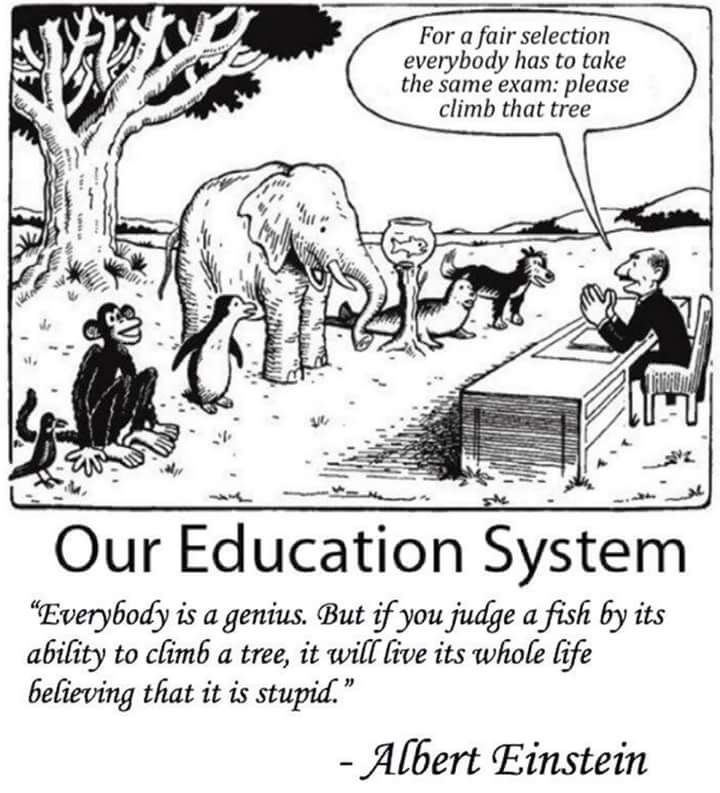 For a fair selection
everybody has to take
the same exam: please
climb that tree
Our Education System
“Everybody is a genius. But if you judge a fish by its
ability to climb a tree, it will live its whole life
believing that it is stupid.”
- Albert Einstein